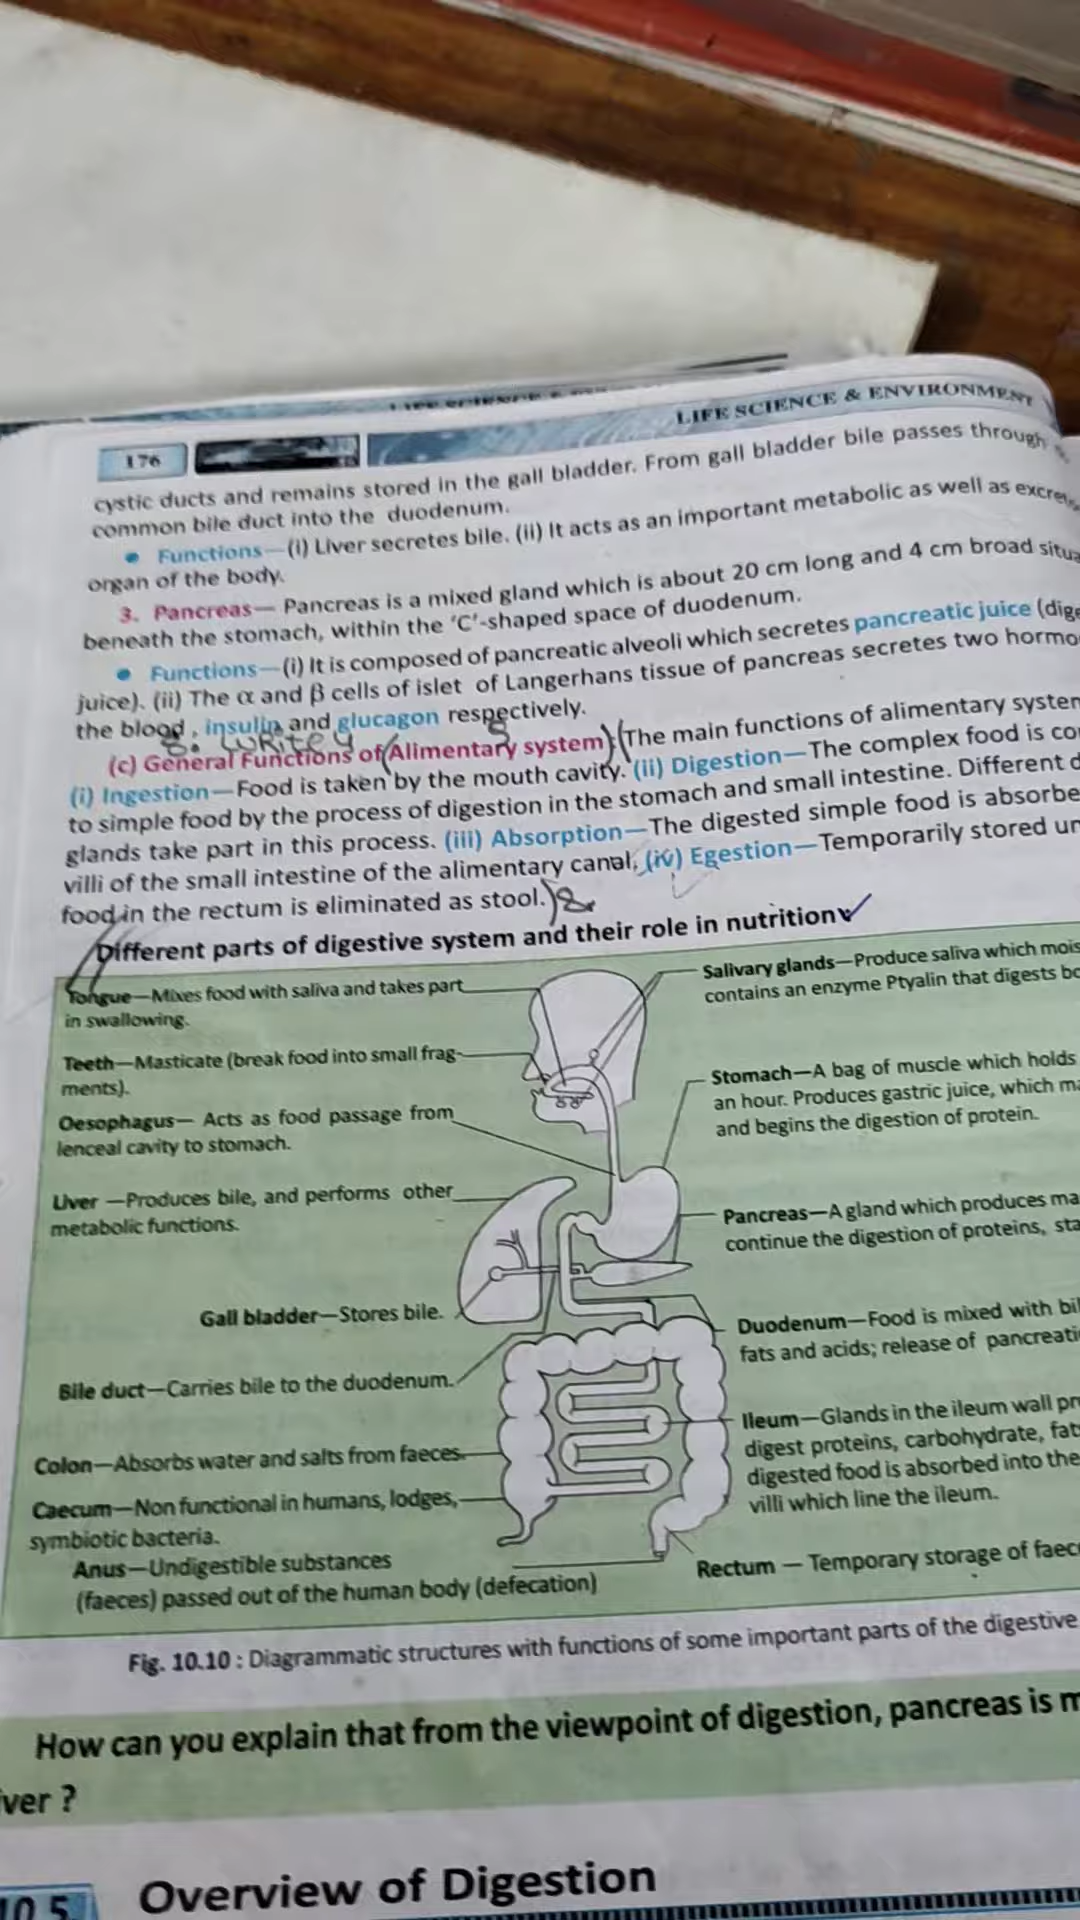 LIFE SCIENCE & ENVIRONMENT
176
cystic ducts and remains stored in the gall bladder. From gall bladder bile passes through
common bile duct into the duodenum.
• Functions—(i) Liver secretes bile. (ii) It acts as an important metabolic as well as
organ of the body.
3. Pancreas— Pancreas is a mixed gland which is about 20 cm long and 4 cm broad
beneath the stomach, within the 'C'-shaped space of duodenum.
• Functions—(i) It is composed of pancreatic alveoli which secretes pancreatic juice
juice). (ii) The α and β cells of islet of Langerhans tissue of pancreas secretes two
the blood, insulin and glucagon respectively.
8. write
(c) General Functions of Alimentary system : The main functions of alimentary
(i) Ingestion—Food is taken by the mouth cavity. (ii) Digestion—The complex food is
to simple food by the process of digestion in the stomach and small intestine. Different
glands take part in this process. (iii) Absorption—The digested simple food is
villi of the small intestine of the alimentary canal. (iv) Egestion—Temporarily stored
food in the rectum is eliminated as stool.
Different parts of digestive system and their role in nutrition
Tongue—Mixes food with saliva and takes part
in swallowing.
Teeth—Masticate (break food into small frag-
ments).
Oesophagus— Acts as food passage from
lenceal cavity to stomach.
Liver —Produces bile, and performs other
metabolic functions.
Gall bladder—Stores bile.
Bile duct—Carries bile to the duodenum.
Colon—Absorbs water and salts from faeces.
Caecum—Non functional in humans, lodges,
symbiotic bacteria.
Anus—Undigestible substances
(faeces) passed out of the human body (defecation)
Salivary glands—Produce saliva which
contains an enzyme Ptyalin that digests
Stomach—A bag of muscle which holds
an hour. Produces gastric juice, which
and begins the digestion of protein.
Pancreas—A gland which produces
continue the digestion of proteins,
Duodenum—Food is mixed with
fats and acids; release of
Ileum—Glands in the ileum wall
digest proteins, carbohydrate,
digested food is absorbed into the
villi which line the ileum.
Rectum — Temporary storage of
Fig. 10.10 : Diagrammatic structures with functions of some important parts of the digestive
How can you explain that from the viewpoint of digestion, pancreas is
?
10.5
Overview of Digestion